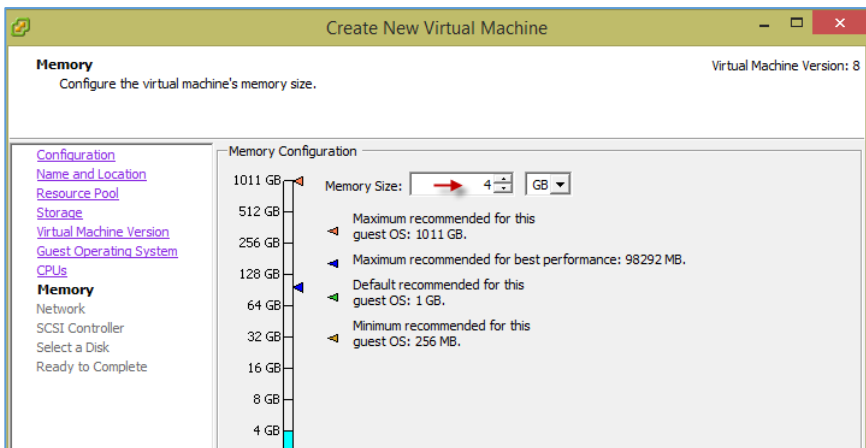 Create New Virtual Machine
Memory
Configure the virtual machine's memory size.
Virtual Machine Version: 8
Configuration
Name and Location
Resource Pool
Storage
Virtual Machine Version
Guest Operating System
CPUs
Memory
Network
SCSI Controller
Select a Disk
Ready to Complete
Memory Configuration
1011 GB
512 GB
256 GB
128 GB
64 GB
32 GB
16 GB
8 GB
4 GB
Memory Size: 4 GB
Maximum recommended for this
guest OS: 1011 GB.
Maximum recommended for best performance: 98292 MB.
Default recommended for this
guest OS: 1 GB.
Minimum recommended for this
guest OS: 256 MB.